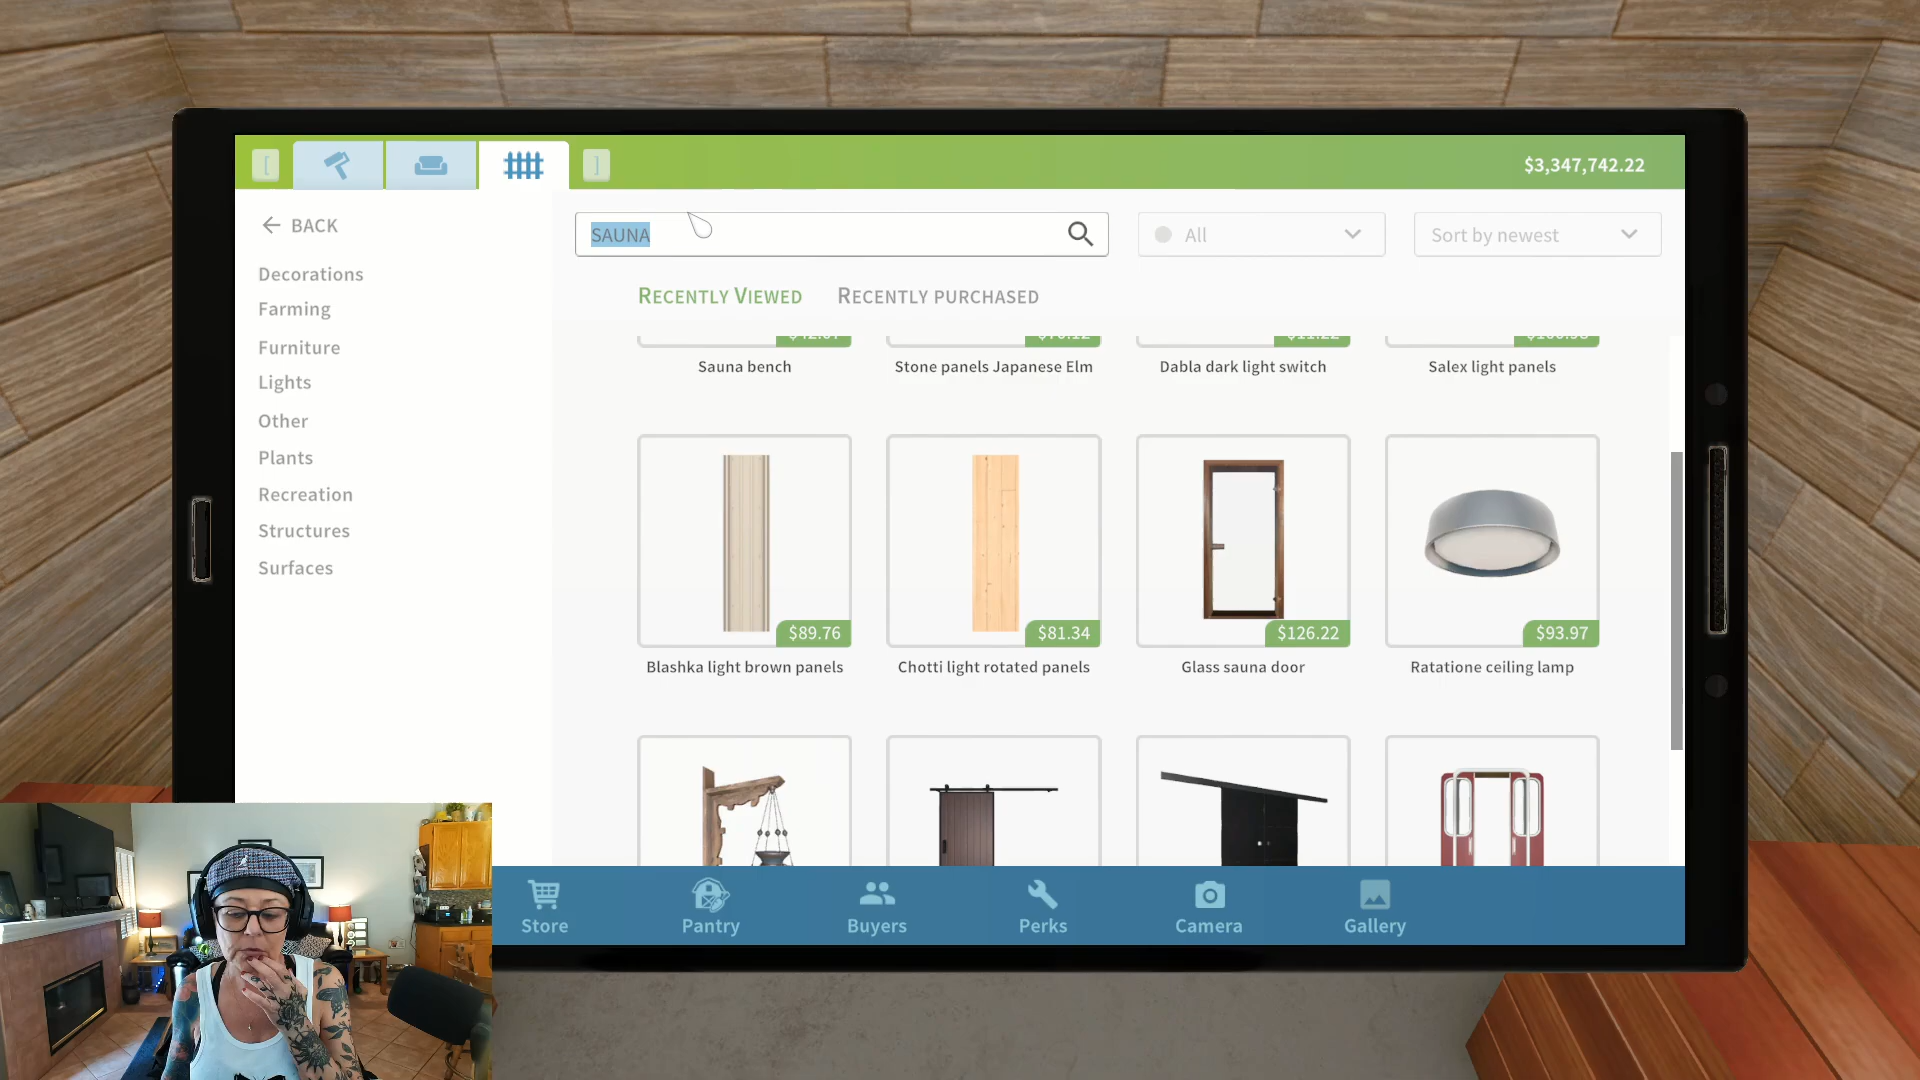 [
]
$3,347,742.22
BACK
SAUNA
All
Sort by newest
Decorations
Farming
Furniture
Lights
Other
Plants
Recreation
Structures
Surfaces
RECENTLY VIEWED
RECENTLY PURCHASED
Sauna bench
Stone panels Japanese Elm
Dabla dark light switch
Salex light panels
$89.76
$81.34
$126.22
$93.97
Blashka light brown panels
Chotti light rotated panels
Glass sauna door
Ratatione ceiling lamp
Store
Pantry
Buyers
Perks
Camera
Gallery